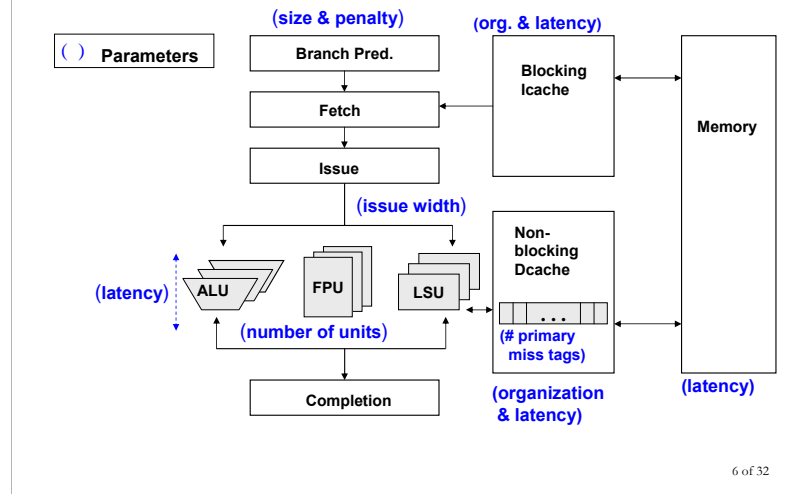 (size & penalty)
(org. & latency)
( ) Parameters
Branch Pred.
Blocking
Icache
Fetch
Memory
Issue
(issue width)
Non-
blocking
Dcache
(latency)
ALU
FPU
LSU
...
(number of units)
(# primary
miss tags)
Completion
(organization
& latency)
(latency)
6 of 32